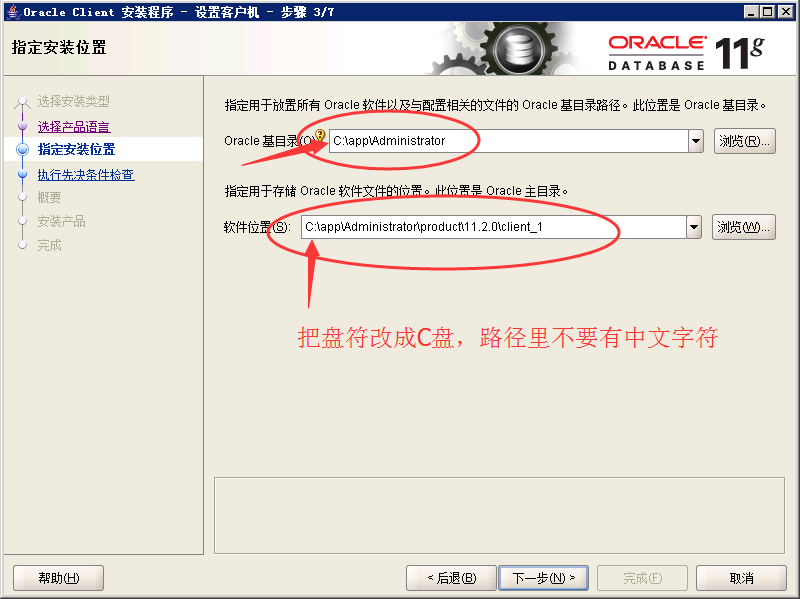 Oracle Client 安装程序 - 设置客户机 - 步骤 3/7
指定安装位置
ORACLE
DATABASE 11g
选择安装类型
选择产品语言
指定安装位置
执行先决条件检查
概要
安装产品
完成
指定用于放置所有 Oracle 软件以及与配置相关的文件的 Oracle 基目录路径。此位置是 Oracle 基目录。
Oracle 基目录(O) C:\app\Administrator 浏览(R)...
指定用于存储 Oracle 软件文件的位置。此位置是 Oracle 主目录。
软件位置(S): C:\app\Administrator\product\11.2.0\client_1 浏览(W)...
把盘符改成C盘，路径里不要有中文字符
帮助(H) < 后退(B) 下一步(N) > 完成(F) 取消